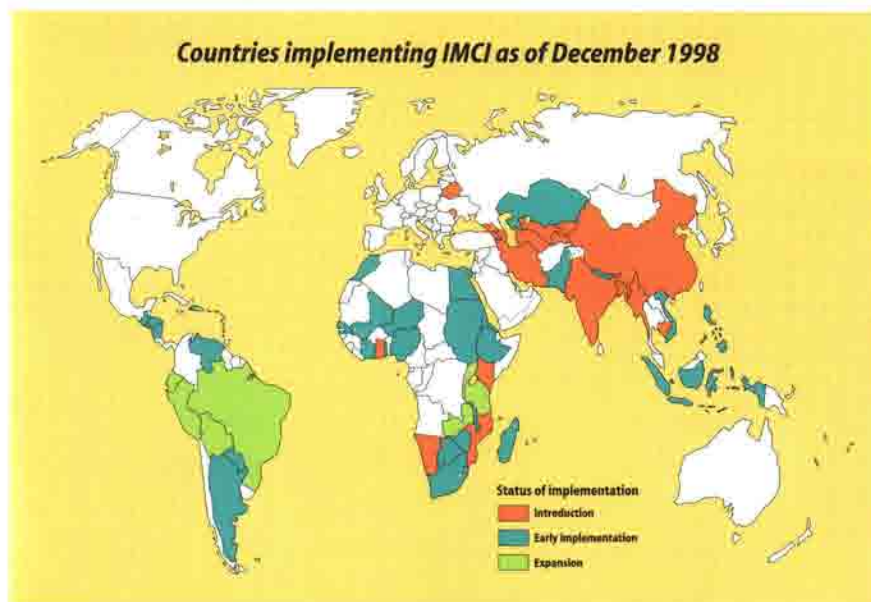 Countries implementing IMCI as of December 1998
Status of implementation
Introduction
Early implementation
Expansion